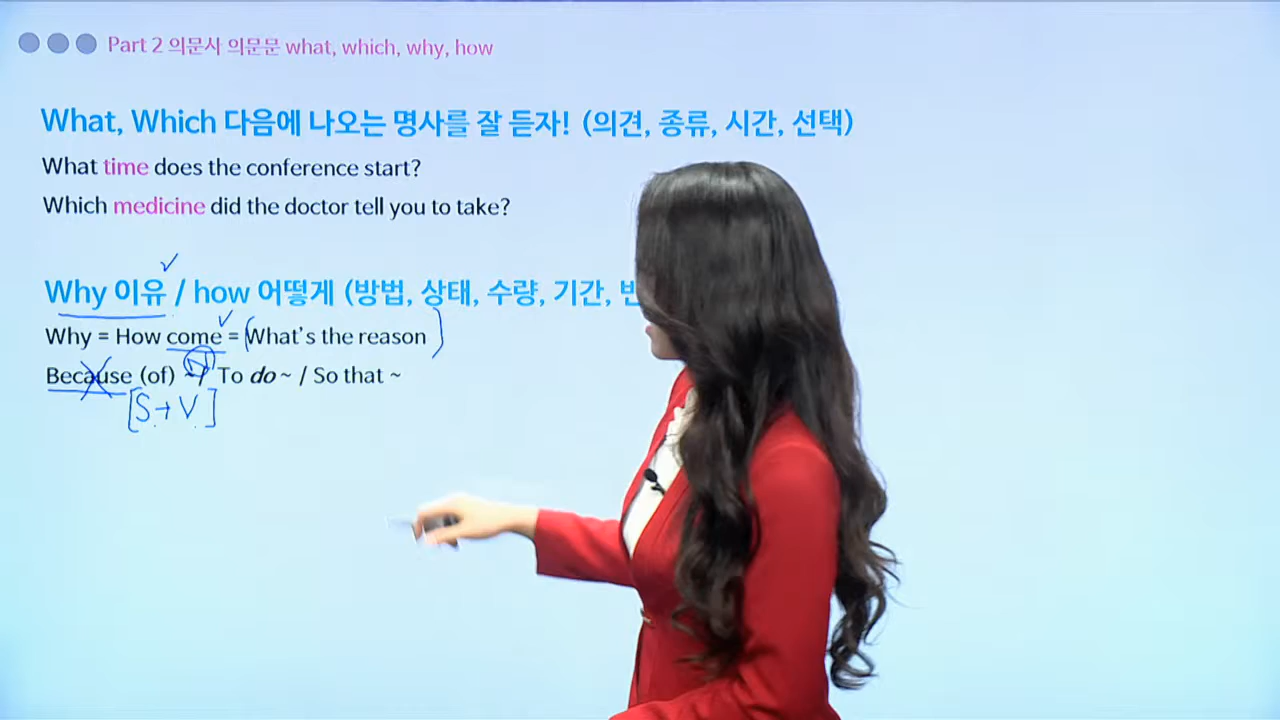 Part 2 의문사 의문문 what, which, why, how
What, Which 다음에 나오는 명사를 잘 듣자! (의견, 종류, 시간, 선택)
What time does the conference start?
Which medicine did the doctor tell you to take?
Why 이유 / how 어떻게 (방법, 상태, 수량, 기간,
Why = How come = (What's the reason)
Because (of) ~ / To do ~ / So that ~
N
[S + V]